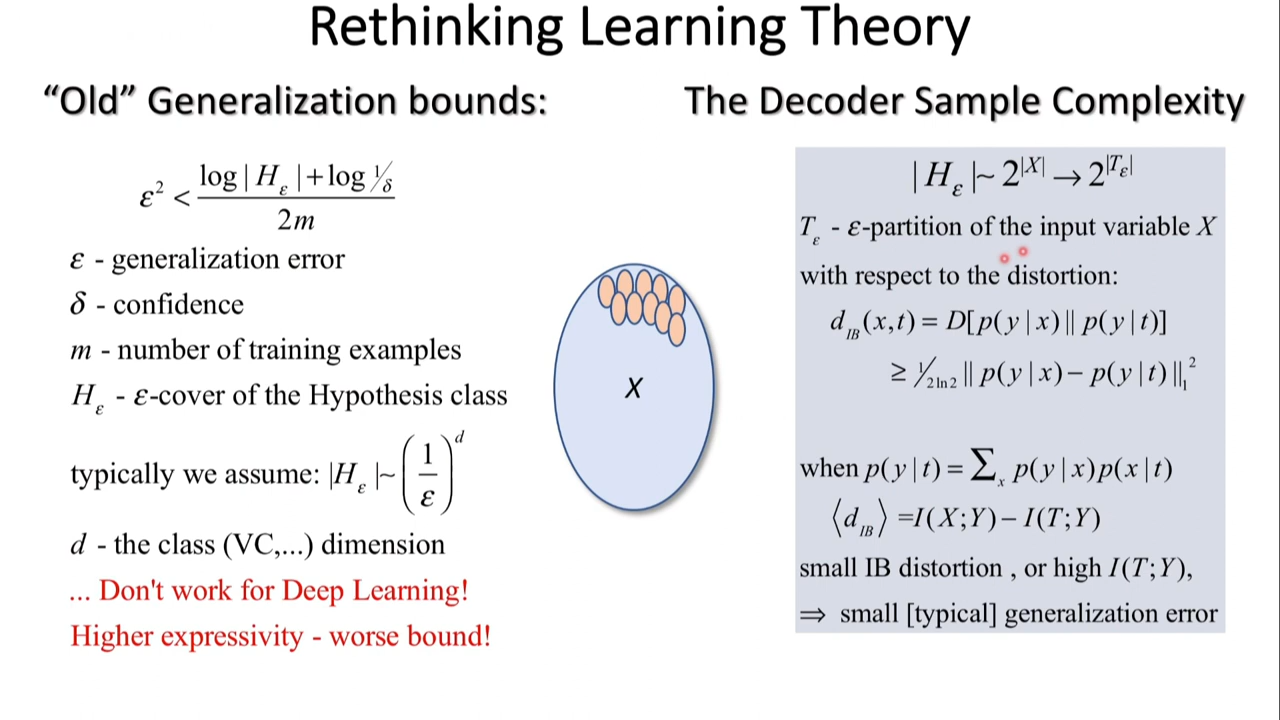 Rethinking Learning Theory
“Old” Generalization bounds:
ε² < (log | H_ε | + log 1/δ) / 2m
ε - generalization error
δ - confidence
m - number of training examples
H_ε - ε-cover of the Hypothesis class
typically we assume: |H_ε| ~ (1/ε)^d
d - the class (VC,...) dimension
... Don't work for Deep Learning!
Higher expressivity - worse bound!
X
The Decoder Sample Complexity
| H_ε | ~ 2^|X| → 2^|T_ε|
T_ε - ε-partition of the input variable X
with respect to the distortion:
d_IB(x,t) = D[p(y | x) || p(y | t)]
≥ 1/2ln2 || p(y | x) − p(y | t) ||₁²
when p(y | t) = Σ_x p(y | x)p(x | t)
⟨d_IB⟩ =I(X;Y) − I(T;Y)
small IB distortion , or high I(T;Y),
⇒ small [typical] generalization error